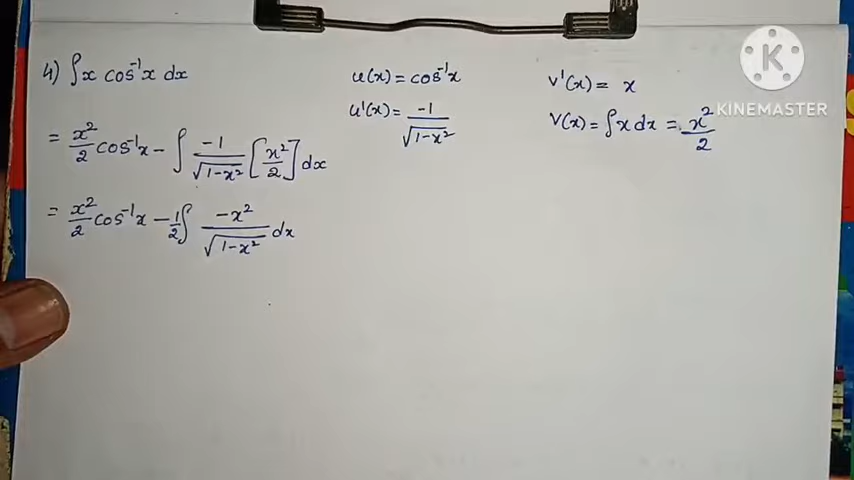 4) ∫x cos⁻¹x dx
u(x) = cos⁻¹x
v'(x) = x
u'(x) = -1/√(1-x²)
v(x) = ∫x dx = x²/2
= x²/2 cos⁻¹x - ∫ -1/√(1-x²) [x²/2] dx
= x²/2 cos⁻¹x - 1/2 ∫ -x²/√(1-x²) dx
K
KINEMASTER